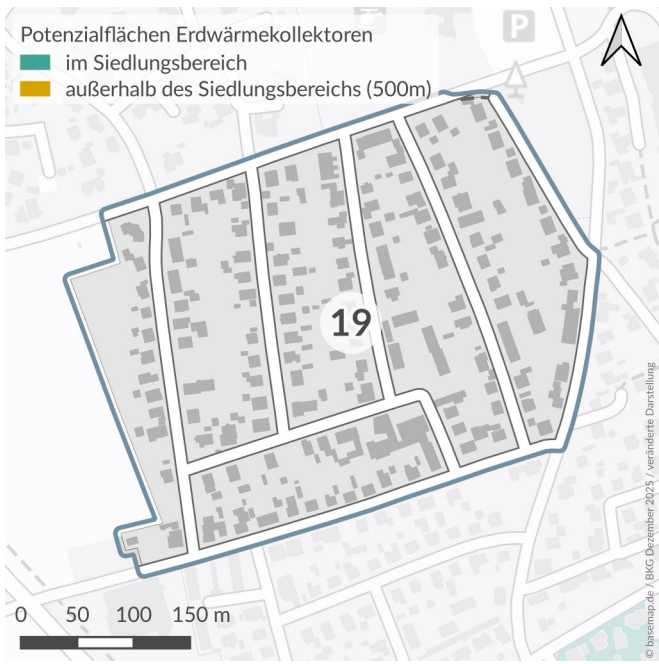 Potenzialflächen Erdwärmekollektoren
im Siedlungsbereich
außerhalb des Siedlungsbereichs (500m)
P
19
0 50 100 150 m
© basemap.de / BKG Dezember 2025 / veränderte Darstellung